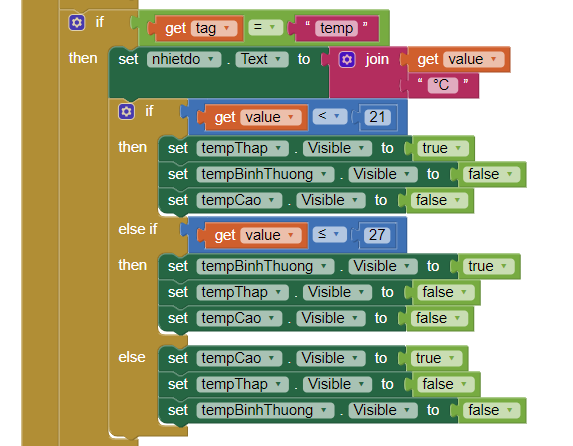 if get tag = " temp "
then set nhietdo . Text to join get value
" °C "
if get value < 21
then set tempThap . Visible to true
set tempBinhThuong . Visible to false
set tempCao . Visible to false
else if get value ≤ 27
then set tempBinhThuong . Visible to true
set tempThap . Visible to false
set tempCao . Visible to false
else set tempCao . Visible to true
set tempThap . Visible to false
set tempBinhThuong . Visible to false